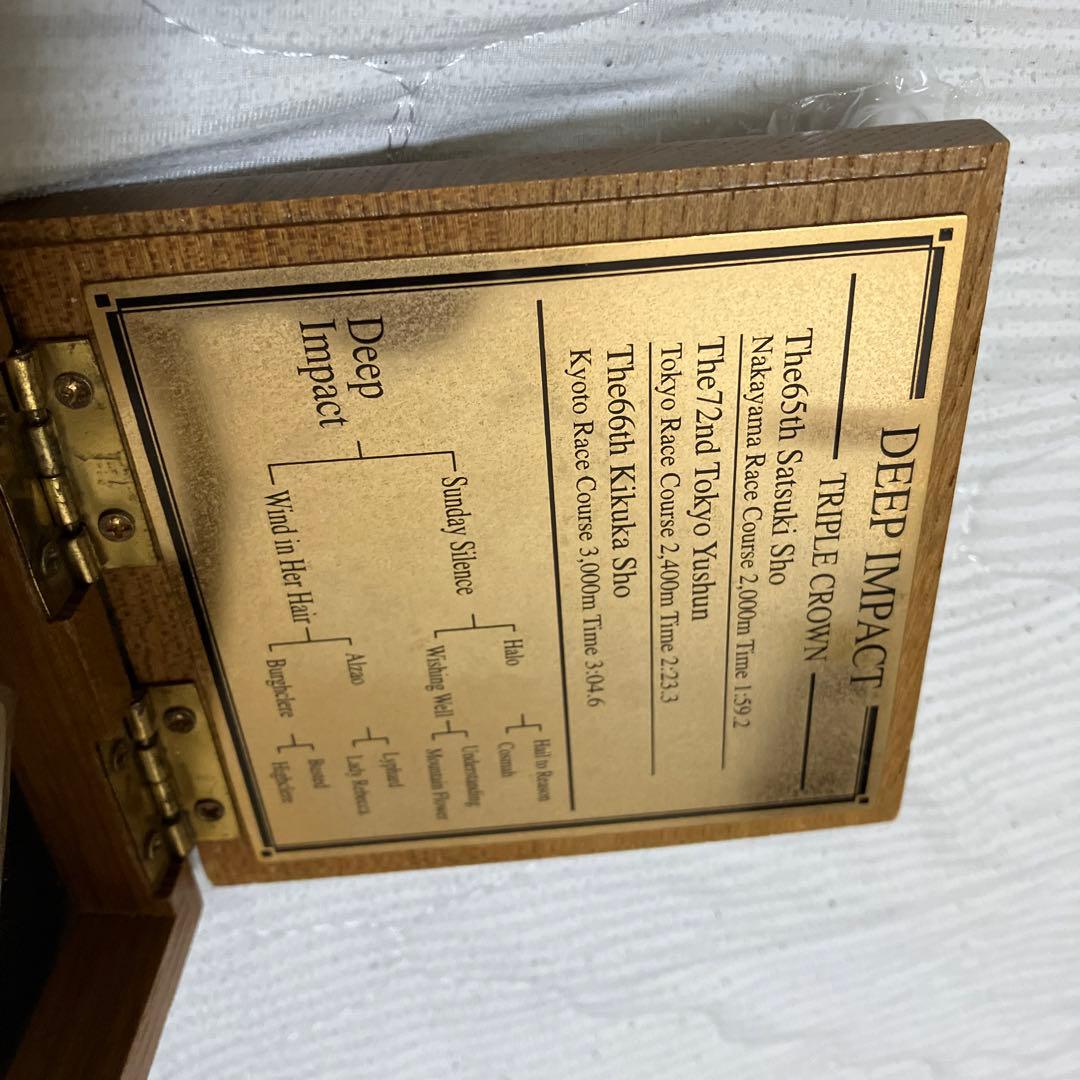 DEEP IMPACT
TRIPLE CROWN
The65th Satsuki Sho
Nakayama Race Course 2,000m Time 1:59.2
The72nd Tokyo Yushun
Tokyo Race Course 2,400m Time 2:23.3
The66th Kikuka Sho
Kyoto Race Course 3,000m Time 3:04.6
Deep
Impact
Sunday Silence
Halo
Hail to Reason
Cosmah
Wishing Well
Understanding
Mountain Flower
Wind in Her Hair
Alzao
Lyphard
Lady Rebecca
Burghclere
Busted
Highclere